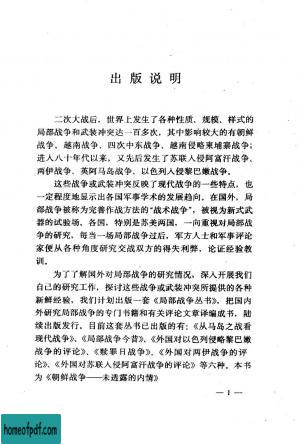 出版说明
二次大战后，世界上发生了各种性质、规模、样式的
局部战争和武装冲突达一百多次，其中影响较大的有朝鲜
战争、越南战争、四次中东战争、越南侵略柬埔寨战争；
进入八十年代以来，又先后发生了苏联入侵阿富汗战争、
两伊战争、英阿马岛战争、以色列入侵黎巴嫩战争。
这些战争或武装冲突反映了现代战争的一些特点，也
一定程度地显示出各国军事学术的发展趋向，在国外，局
部战争被称为完善作战方法的“战术战争”，被视为新式武
器的试验场，各国，特别是苏美两国，一向重视对局部战
争的研究，每当一场局部战争过后，军方人士和军事评论
家便从各种角度研究交战双方的得失利弊，论证经验教
训。
为了了解国外对局部战争的研究情况，深入开展我们
自己的研究工作，探讨这些战争或武装冲突所提供的各种
新鲜经验，我们计划出版一套《局部战争丛书》，把国内
外研究局部战争的专门书籍和有关评论文章译编成书，陆
续出版发行。目前这套丛书已出版的有：《从马岛之战看
现代战争》、《局部战争今昔》、《外国对以色列侵略黎巴嫩
战争的评论》、《赎罪日战争》、《外国对两伊战争的评
论》、《外国对苏联入侵阿富汗战争的评论》等六种。本书
为《朝鲜战争——未透露的内情》
— 1 —
homeofpdf.com
homeofpdf.com